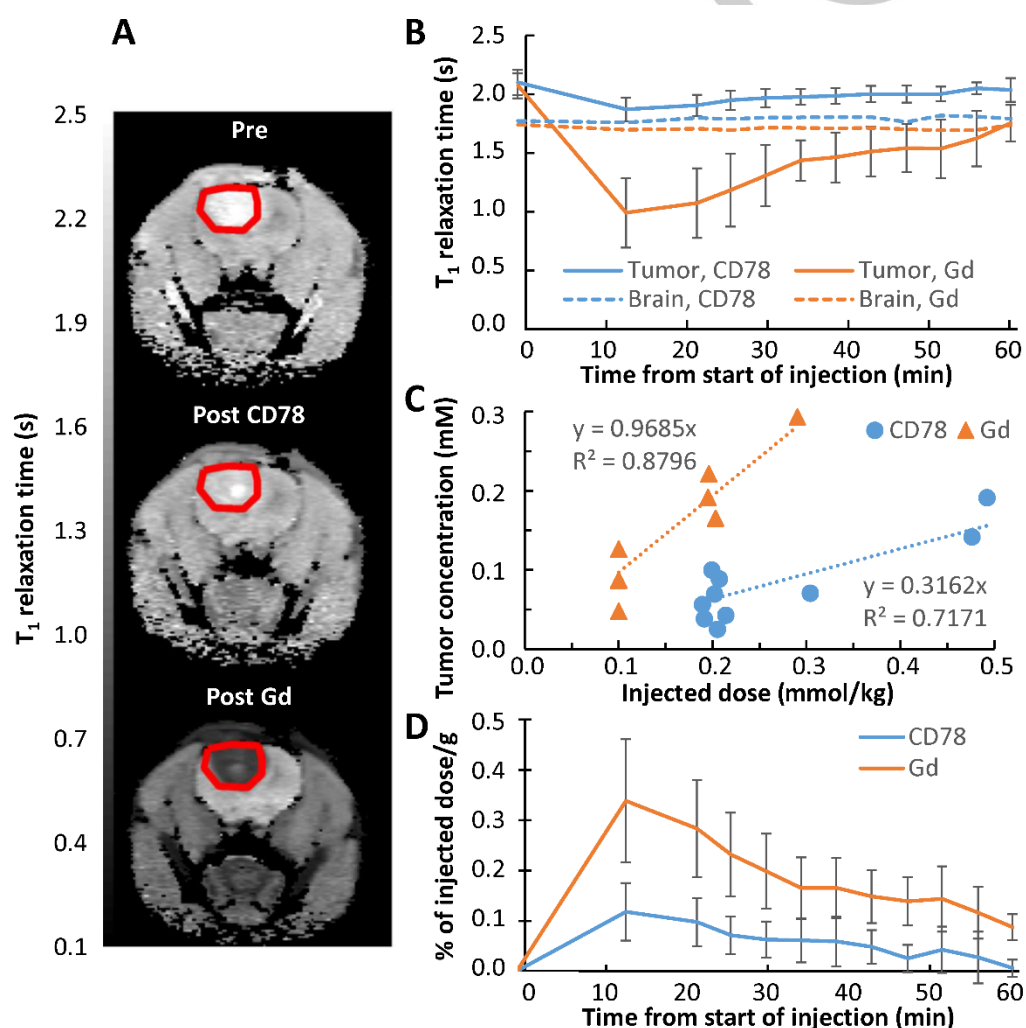 A
T1 relaxation time (s)
2.5
2.2
1.9
1.6
1.3
1.0
0.7
0.4
0.1
Pre
Post CD78
Post Gd
B
T1 relaxation time (s)
2.5
2.0
1.5
1.0
0.5
0.0
Tumor, CD78
Tumor, Gd
Brain, CD78
Brain, Gd
0 10 20 30 40 50 60
Time from start of injection (min)
C
Tumor concentration (mM)
0.3
0.2
0.1
0.0
y = 0.9685x
R² = 0.8796
CD78
Gd
y = 0.3162x
R² = 0.7171
0.0 0.1 0.2 0.3 0.4 0.5
Injected dose (mmol/kg)
D
% of injected dose/g
0.5
0.4
0.3
0.2
0.1
0.0
CD78
Gd
0 10 20 30 40 50 60
Time from start of injection (min)